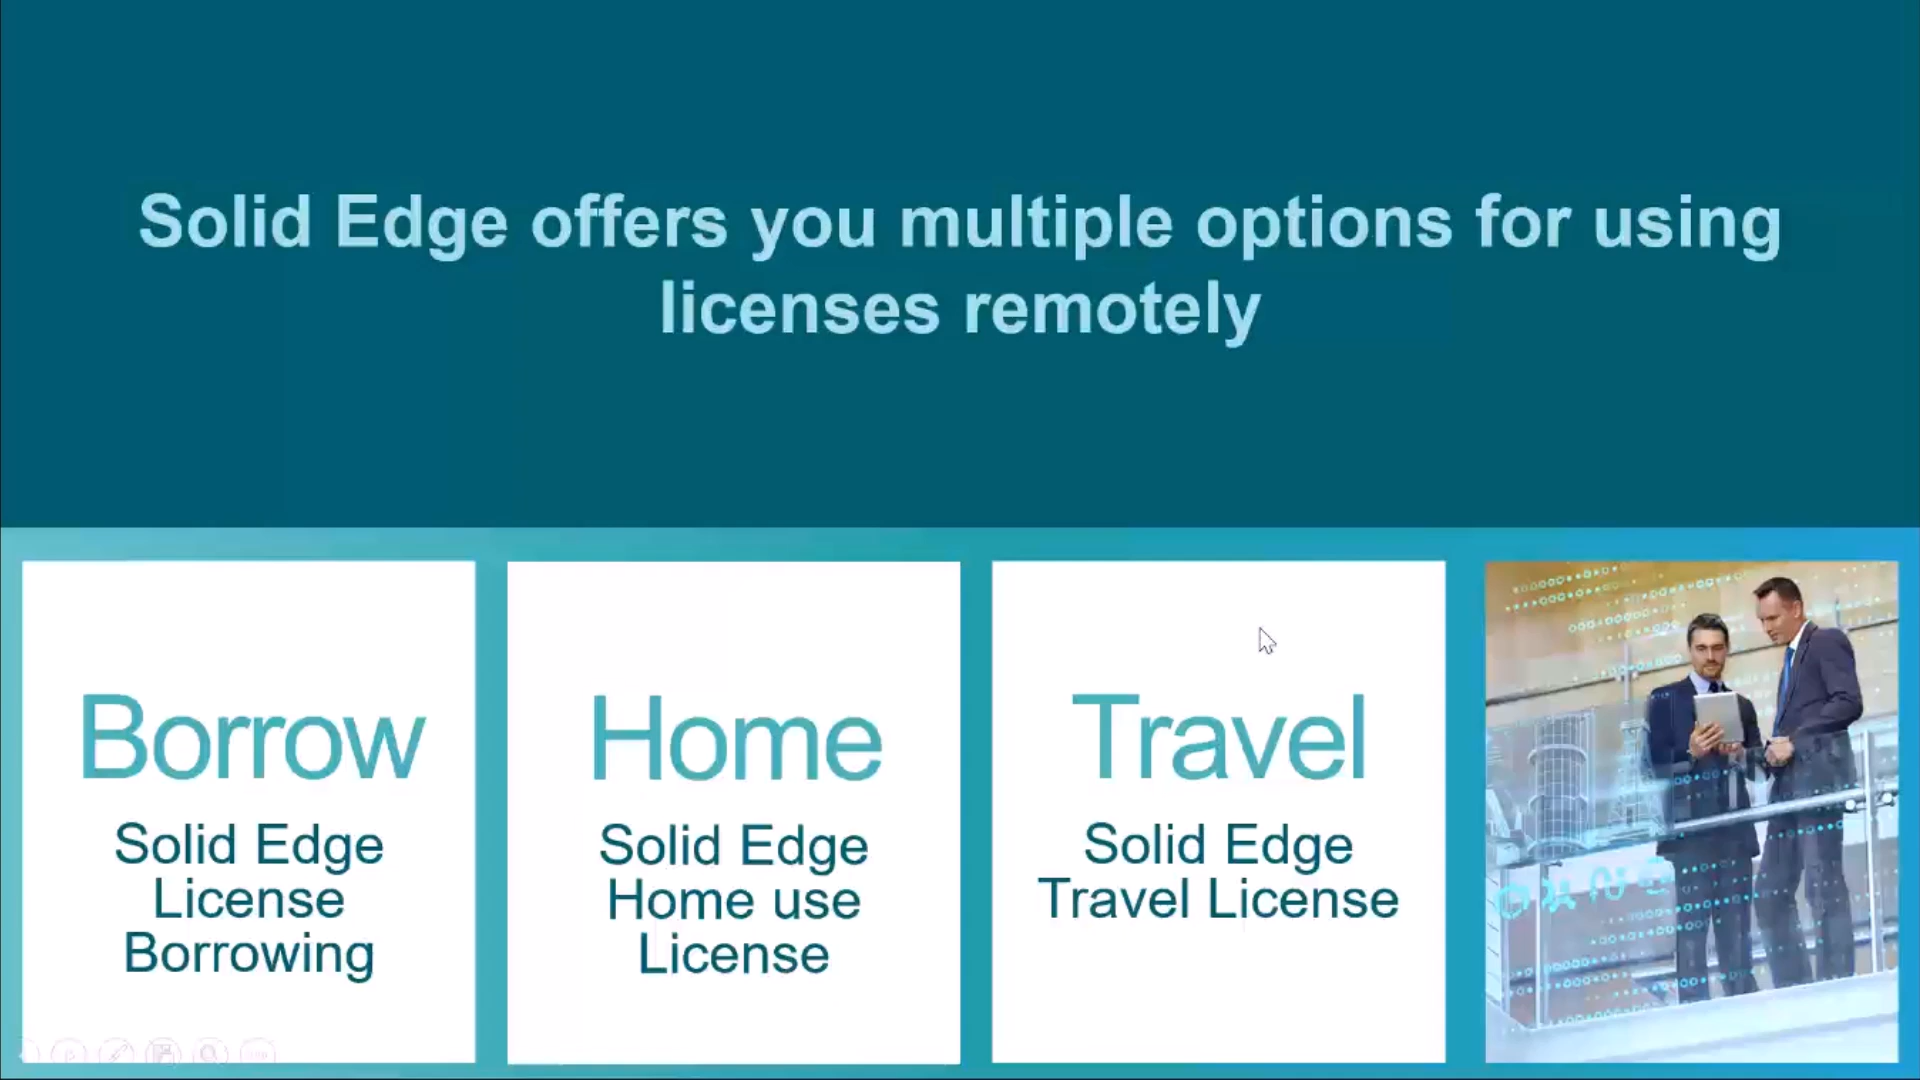 Solid Edge offers you multiple options for using
licenses remotely
Borrow
Solid Edge
License
Borrowing
Home
Solid Edge
Home use
License
Travel
Solid Edge
Travel License